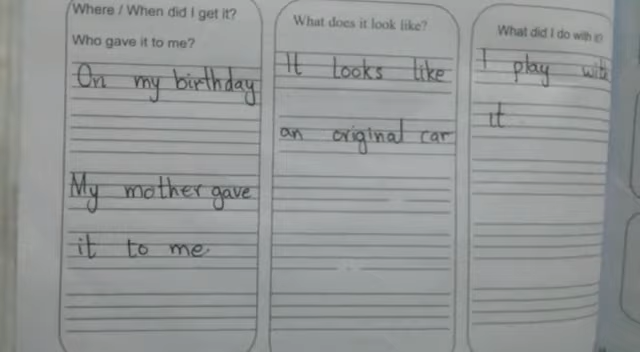 Where / When did I get it?
Who gave it to me?
On my birthday
My mother gave
it to me.
What does it look like?
It looks like
an original car
What did I do with it?
I play with
it